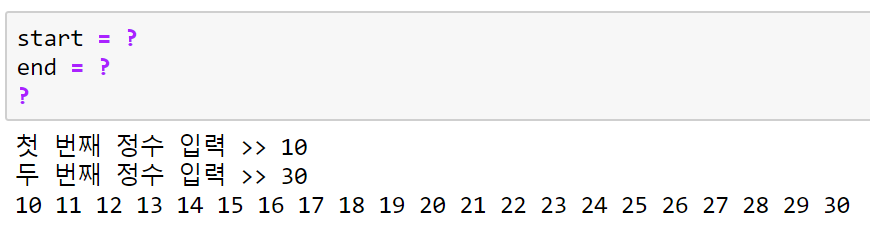 start = ?
end = ?
?
첫 번째 정수 입력 >> 10
두 번째 정수 입력 >> 30
10 11 12 13 14 15 16 17 18 19 20 21 22 23 24 25 26 27 28 29 30